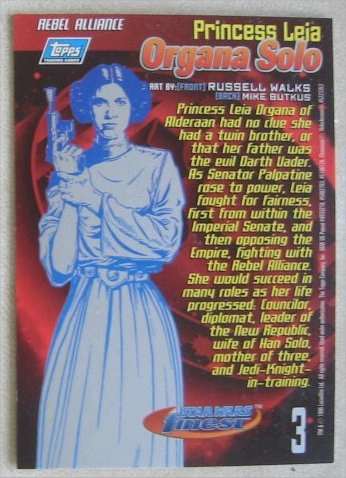 REBEL ALLIANCE
topps
TRADING CARDS
Princess Leia
Organa Solo
ART BY: (FRONT) RUSSELL WALKS
(BACK) MIKE BUTKUS
Princess Leia Organa of
Alderaan had no clue she
had a twin brother, or
that her father was
the evil Darth Vader.
As Senator Palpatine
rose to power, Leia
fought for fairness,
first from within the
Imperial Senate, and
then opposing the
Empire, fighting with
the Rebel Alliance.
She would succeed in
many roles as her life
progressed: Councilor,
diplomat, leader of
the New Republic,
wife of Han Solo,
mother of three,
and Jedi-Knight-
in-training.
STAR WARS
finest
3